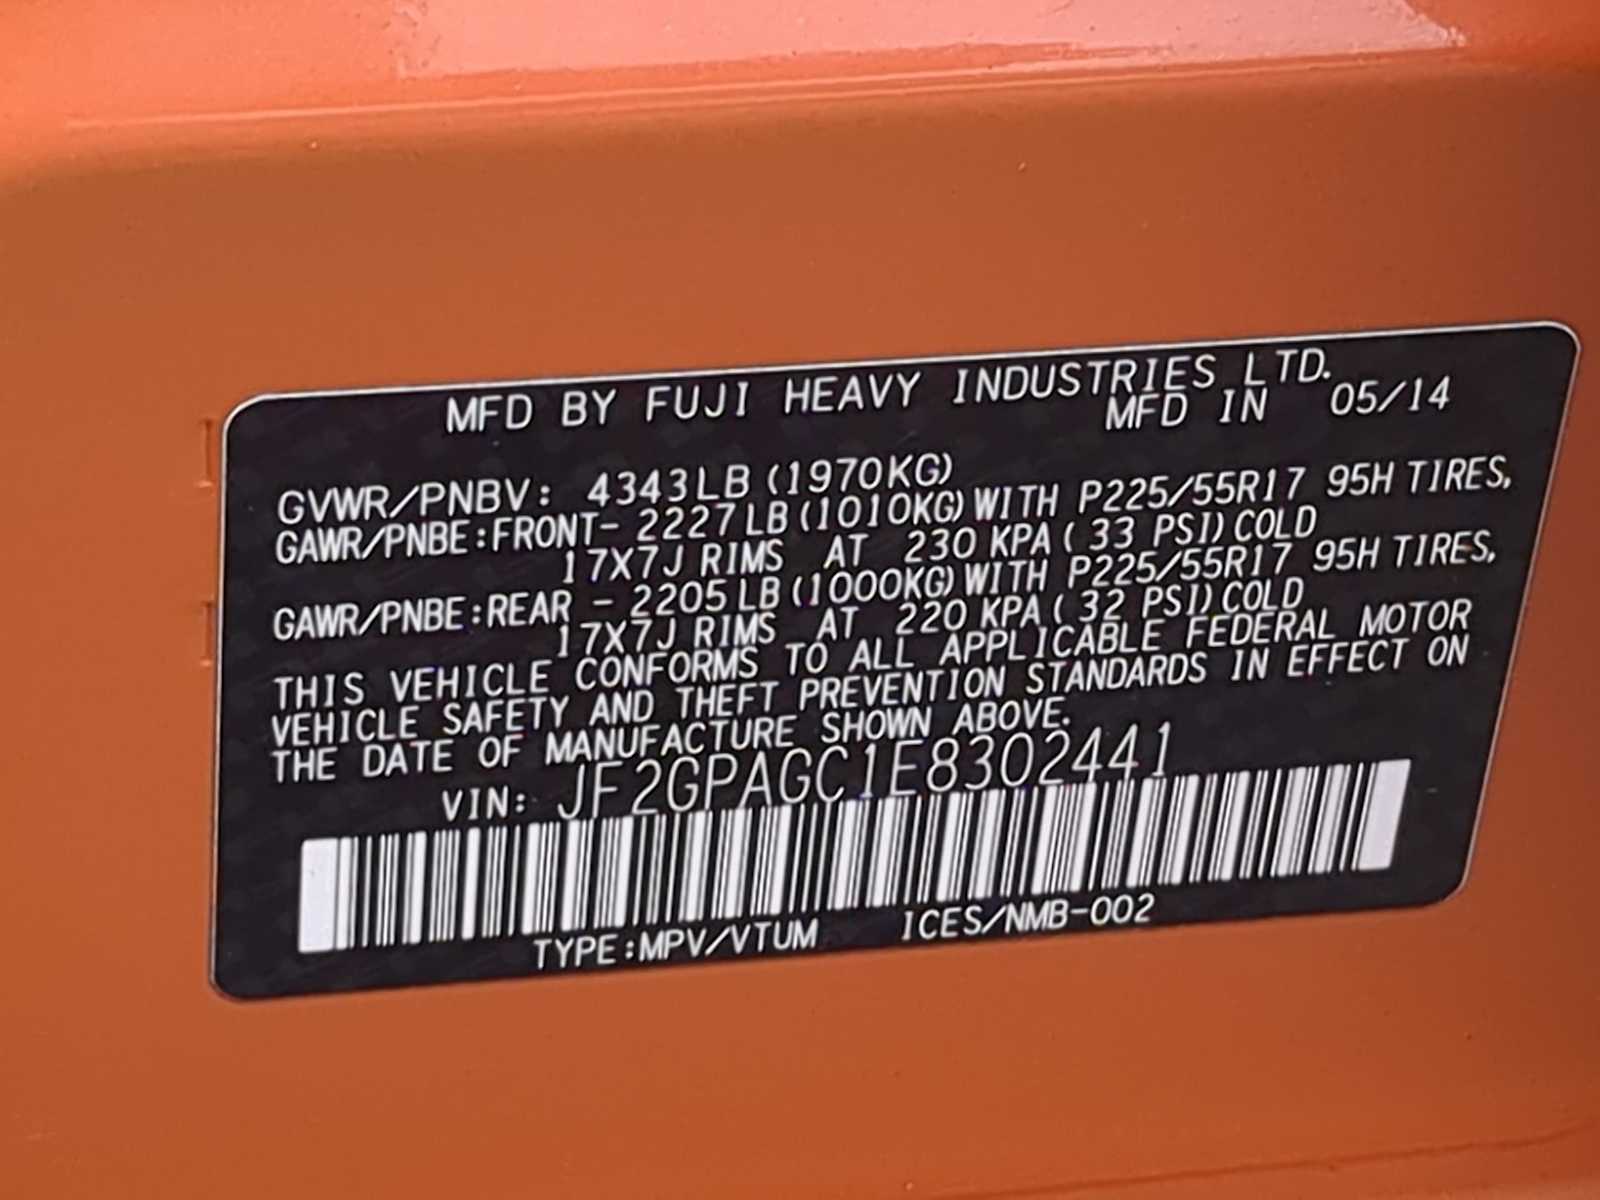 MFD BY FUJI HEAVY INDUSTRIES LTD.
MFD IN 05/14
GVWR/PNBV: 4343LB (1970KG)
GAWR/PNBE:FRONT- 2227LB (1010KG) WITH P225/55R17 95H TIRES,
17X7J RIMS AT 230 KPA ( 33 PSI) COLD
GAWR/PNBE:REAR - 2205LB (1000KG) WITH P225/55R17 95H TIRES,
17X7J RIMS AT 220 KPA ( 32 PSI) COLD
THIS VEHICLE CONFORMS TO ALL APPLICABLE FEDERAL MOTOR
VEHICLE SAFETY AND THEFT PREVENTION STANDARDS IN EFFECT ON
THE DATE OF MANUFACTURE SHOWN ABOVE.
VIN: JF2GPAGC1E8302441
TYPE:MPV/VTUM ICES/NMB-002